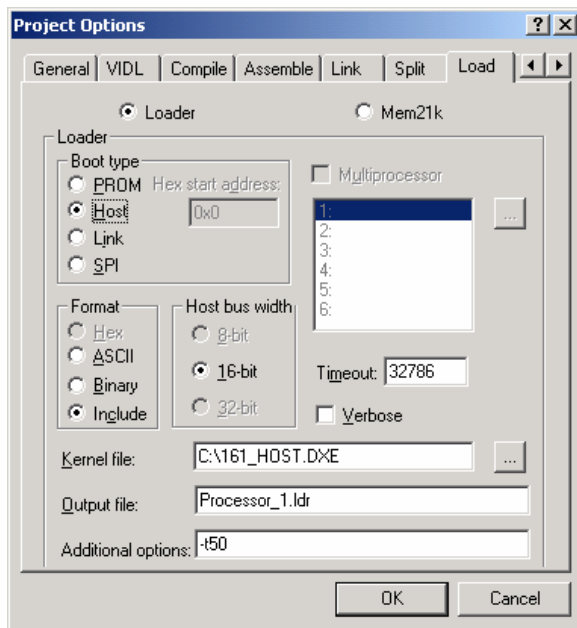 Project Options
General VIDL Compile Assemble Link Split Load
Loader Mem21k
Loader
Boot type
PROM Hex start address:
Host 0x0
Link
SPI
Multiprocessor
1:
2:
3:
4:
5:
6:
...
Format
Hex
ASCII
Binary
Include
Host bus width
8-bit
16-bit
32-bit
Timeout: 32786
Verbose
Kernel file: C:\161_HOST.DXE ...
Output file: Processor_1.ldr
Additional options: -t50
OK Cancel